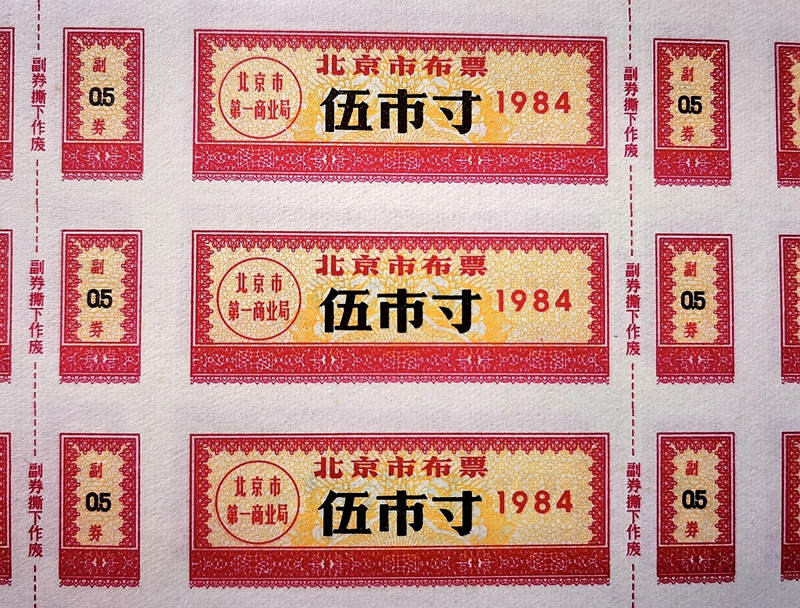 副券撕下作废
副
0.5
券
北京市
第一商业局
北京市布票
伍市寸
1984
副券撕下作废
副
0.5
券
副券撕下作废
副
0.5
券
北京市
第一商业局
北京市布票
伍市寸
1984
副券撕下作废
副
0.5
券
副券撕下作废
副
0.5
券
北京市
第一商业局
北京市布票
伍市寸
1984
副券撕下作废
副
0.5
券